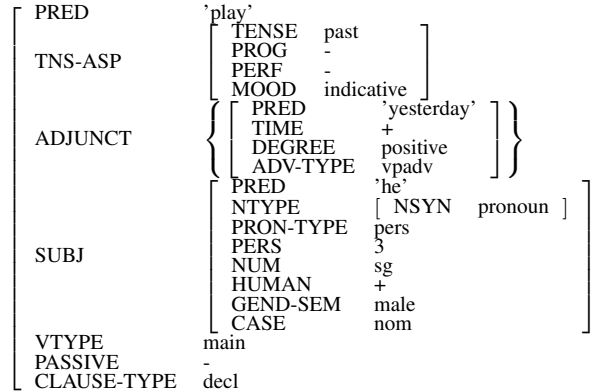 PRED 'play'
TENSE past
PROG -
TNS-ASP PERF -
MOOD indicative
PRED 'yesterday'
TIME +
ADJUNCT DEGREE positive
ADV-TYPE vpadv
PRED 'he'
NTYPE [ NSYN pronoun ]
PRON-TYPE pers
PERS 3
SUBJ NUM sg
HUMAN +
GEND-SEM male
CASE nom
VTYPE main
PASSIVE -
CLAUSE-TYPE decl